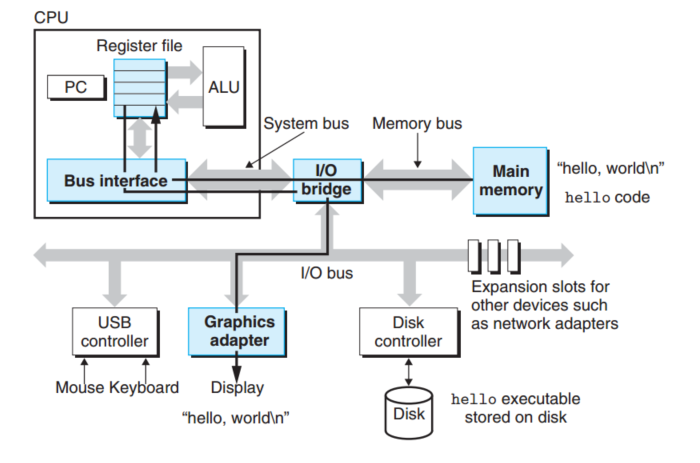 CPU
Register file
PC
ALU
System bus
Memory bus
Bus interface
I/O
bridge
Main
memory
"hello, world\n"
hello code
I/O bus
Expansion slots for
other devices such
as network adapters
USB
controller
Graphics
adapter
Disk
controller
Mouse Keyboard
Display
"hello, world\n"
Disk
hello executable
stored on disk